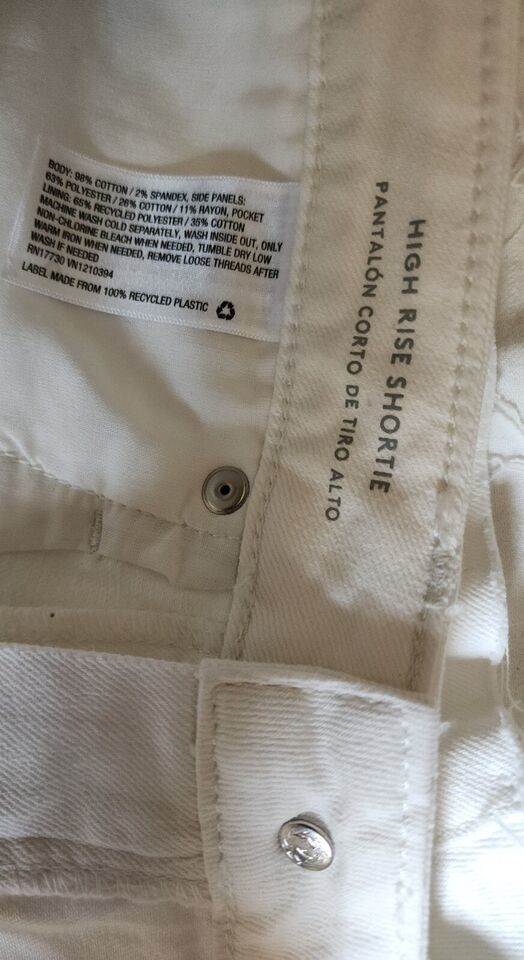 BODY: 98% COTTON / 2% SPANDEX, SIDE PANELS:
63% POLYESTER / 26% COTTON / 11% RAYON, POCKET
LINING: 65% RECYCLED POLYESTER / 35% COTTON
MACHINE WASH COLD SEPARATELY, WASH INSIDE OUT, ONLY
NON-CHLORINE BLEACH WHEN NEEDED, TUMBLE DRY LOW
WARM IRON WHEN NEEDED, REMOVE LOOSE THREADS AFTER
WASH IF NEEDED
RN17730 VN1210394
LABEL MADE FROM 100% RECYCLED PLASTIC
HIGH RISE SHORTIE
PANTALÓN CORTO DE TIRO ALTO